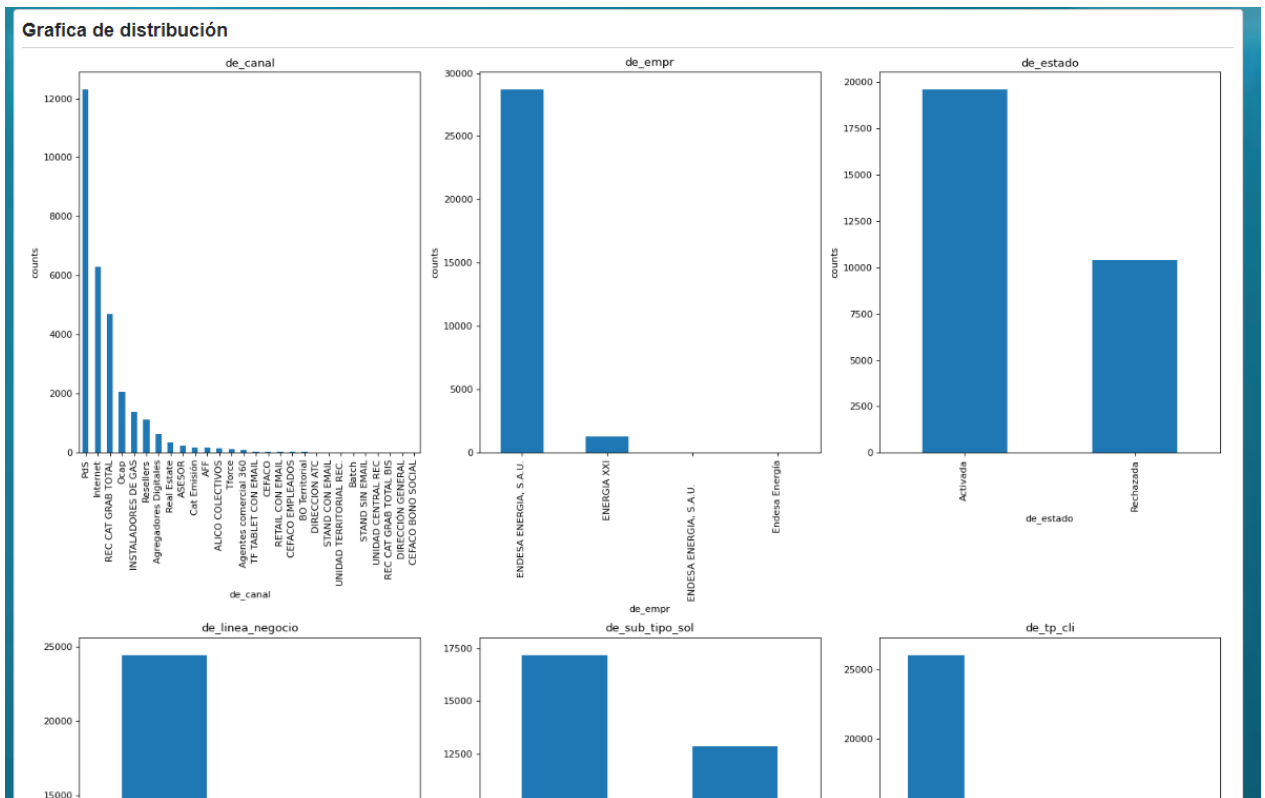 Grafica de distribución
de_canal
12000
10000
8000
6000
4000
2000
0
counts
PdS
Internet
REC CAT GRAB TOTAL
Ocap
INSTALADORES DE GAS
Resellers
Agregadores Digitales
Real Estate
ASESOR
Cat Emisión
AFF
ALICO COLECTIVOS
Tforce
Agentes comercial 360
TF TABLET CON EMAIL
CEFACO
RETAIL CON EMAIL
CEFACO EMPLEADOS
BO Territorial
DIRECCION ATC
STAND CON EMAIL
UNIDAD TERRITORIAL REC.
Batch
STAND SIN EMAIL
UNIDAD CENTRAL REC
REC CAT GRAB TOTAL BIS
DIRECCIÓN GENERAL
CEFACO BONO SOCIAL
de_canal
de_empr
30000
25000
20000
15000
10000
5000
0
counts
ENDESA ENERGIA, S.A.U.
ENERGIA XXI
ENDESA ENERGIA, S A U.
Endesa Energía
de_empr
de_estado
20000
17500
15000
12500
10000
7500
5000
2500
0
counts
Activada
Rechazada
de_estado
de_linea_negocio
25000
20000
15000
de_sub_tipo_sol
17500
15000
12500
de_tp_cli
25000
20000